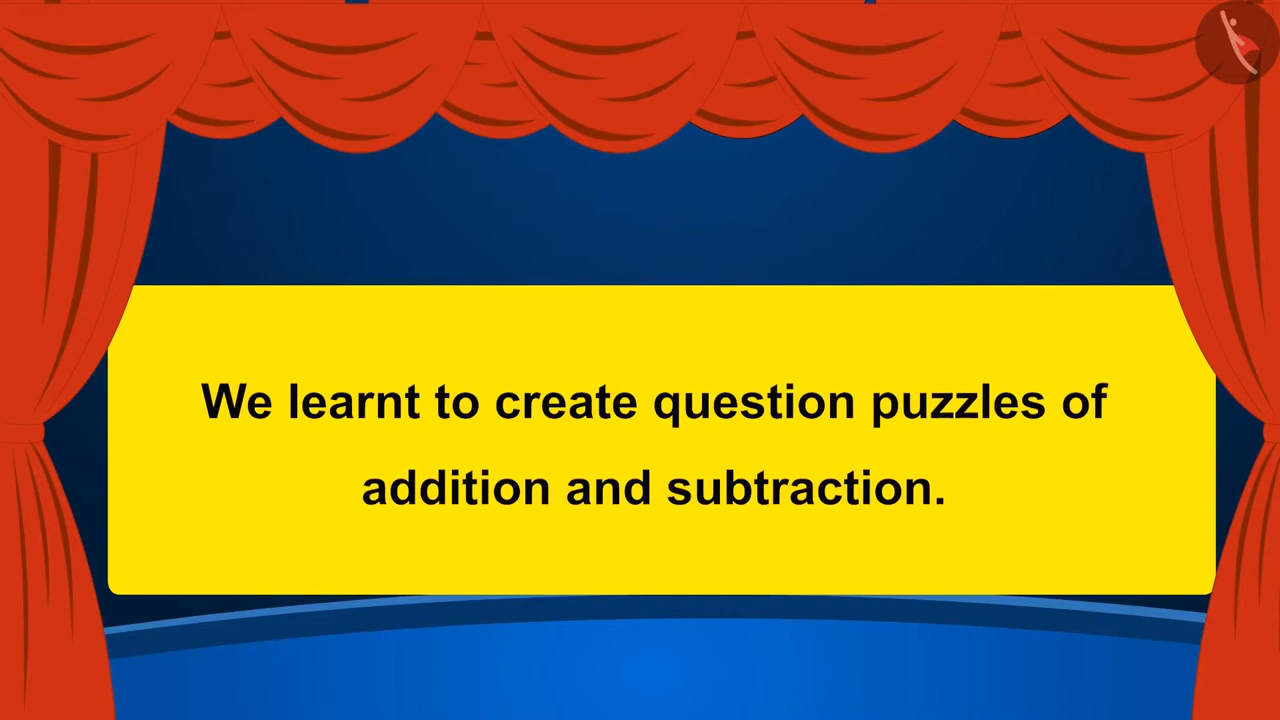 We learnt to create question puzzles of
addition and subtraction.